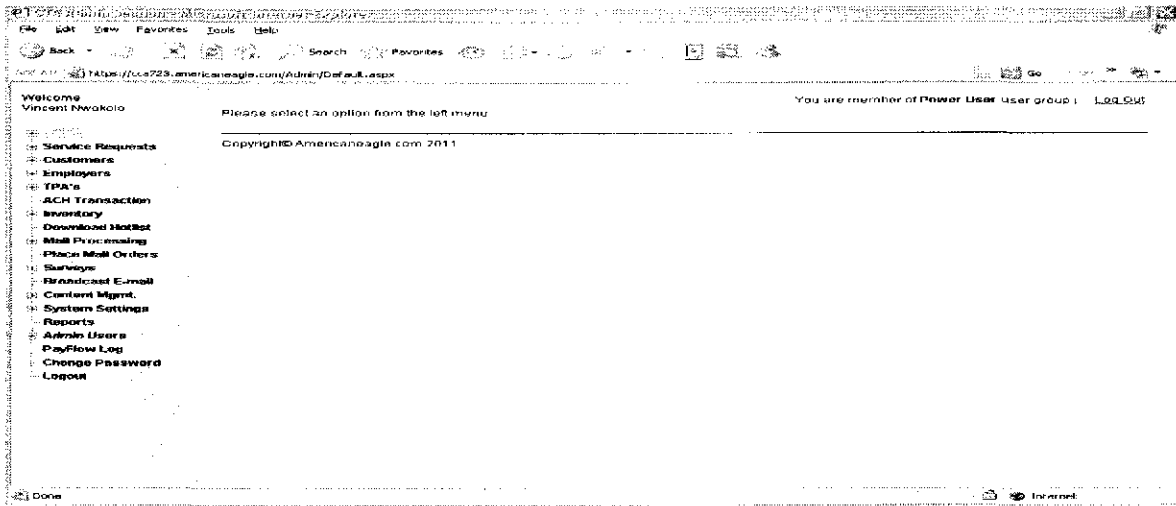 File Edit View Favorites Tools Help
Back Search Favorites
https://cca723.americaneagle.com/Admin/Default.aspx Go
Welcome
Vincent Nwakolo
You are member of Power User user group | Log Out
Please select an option from the left menu
Copyright© Americaneagle.com 2011
Service Requests
Customers
Employers
TPA's
ACH Transaction
Inventory
Download Hotlist
Mail Processing
Place Mail Orders
Surveys
Broadcast E-mail
Content Mgmt.
System Settings
Reports
Admin Users
PayFlow Log
Change Password
Logout
Done Internet